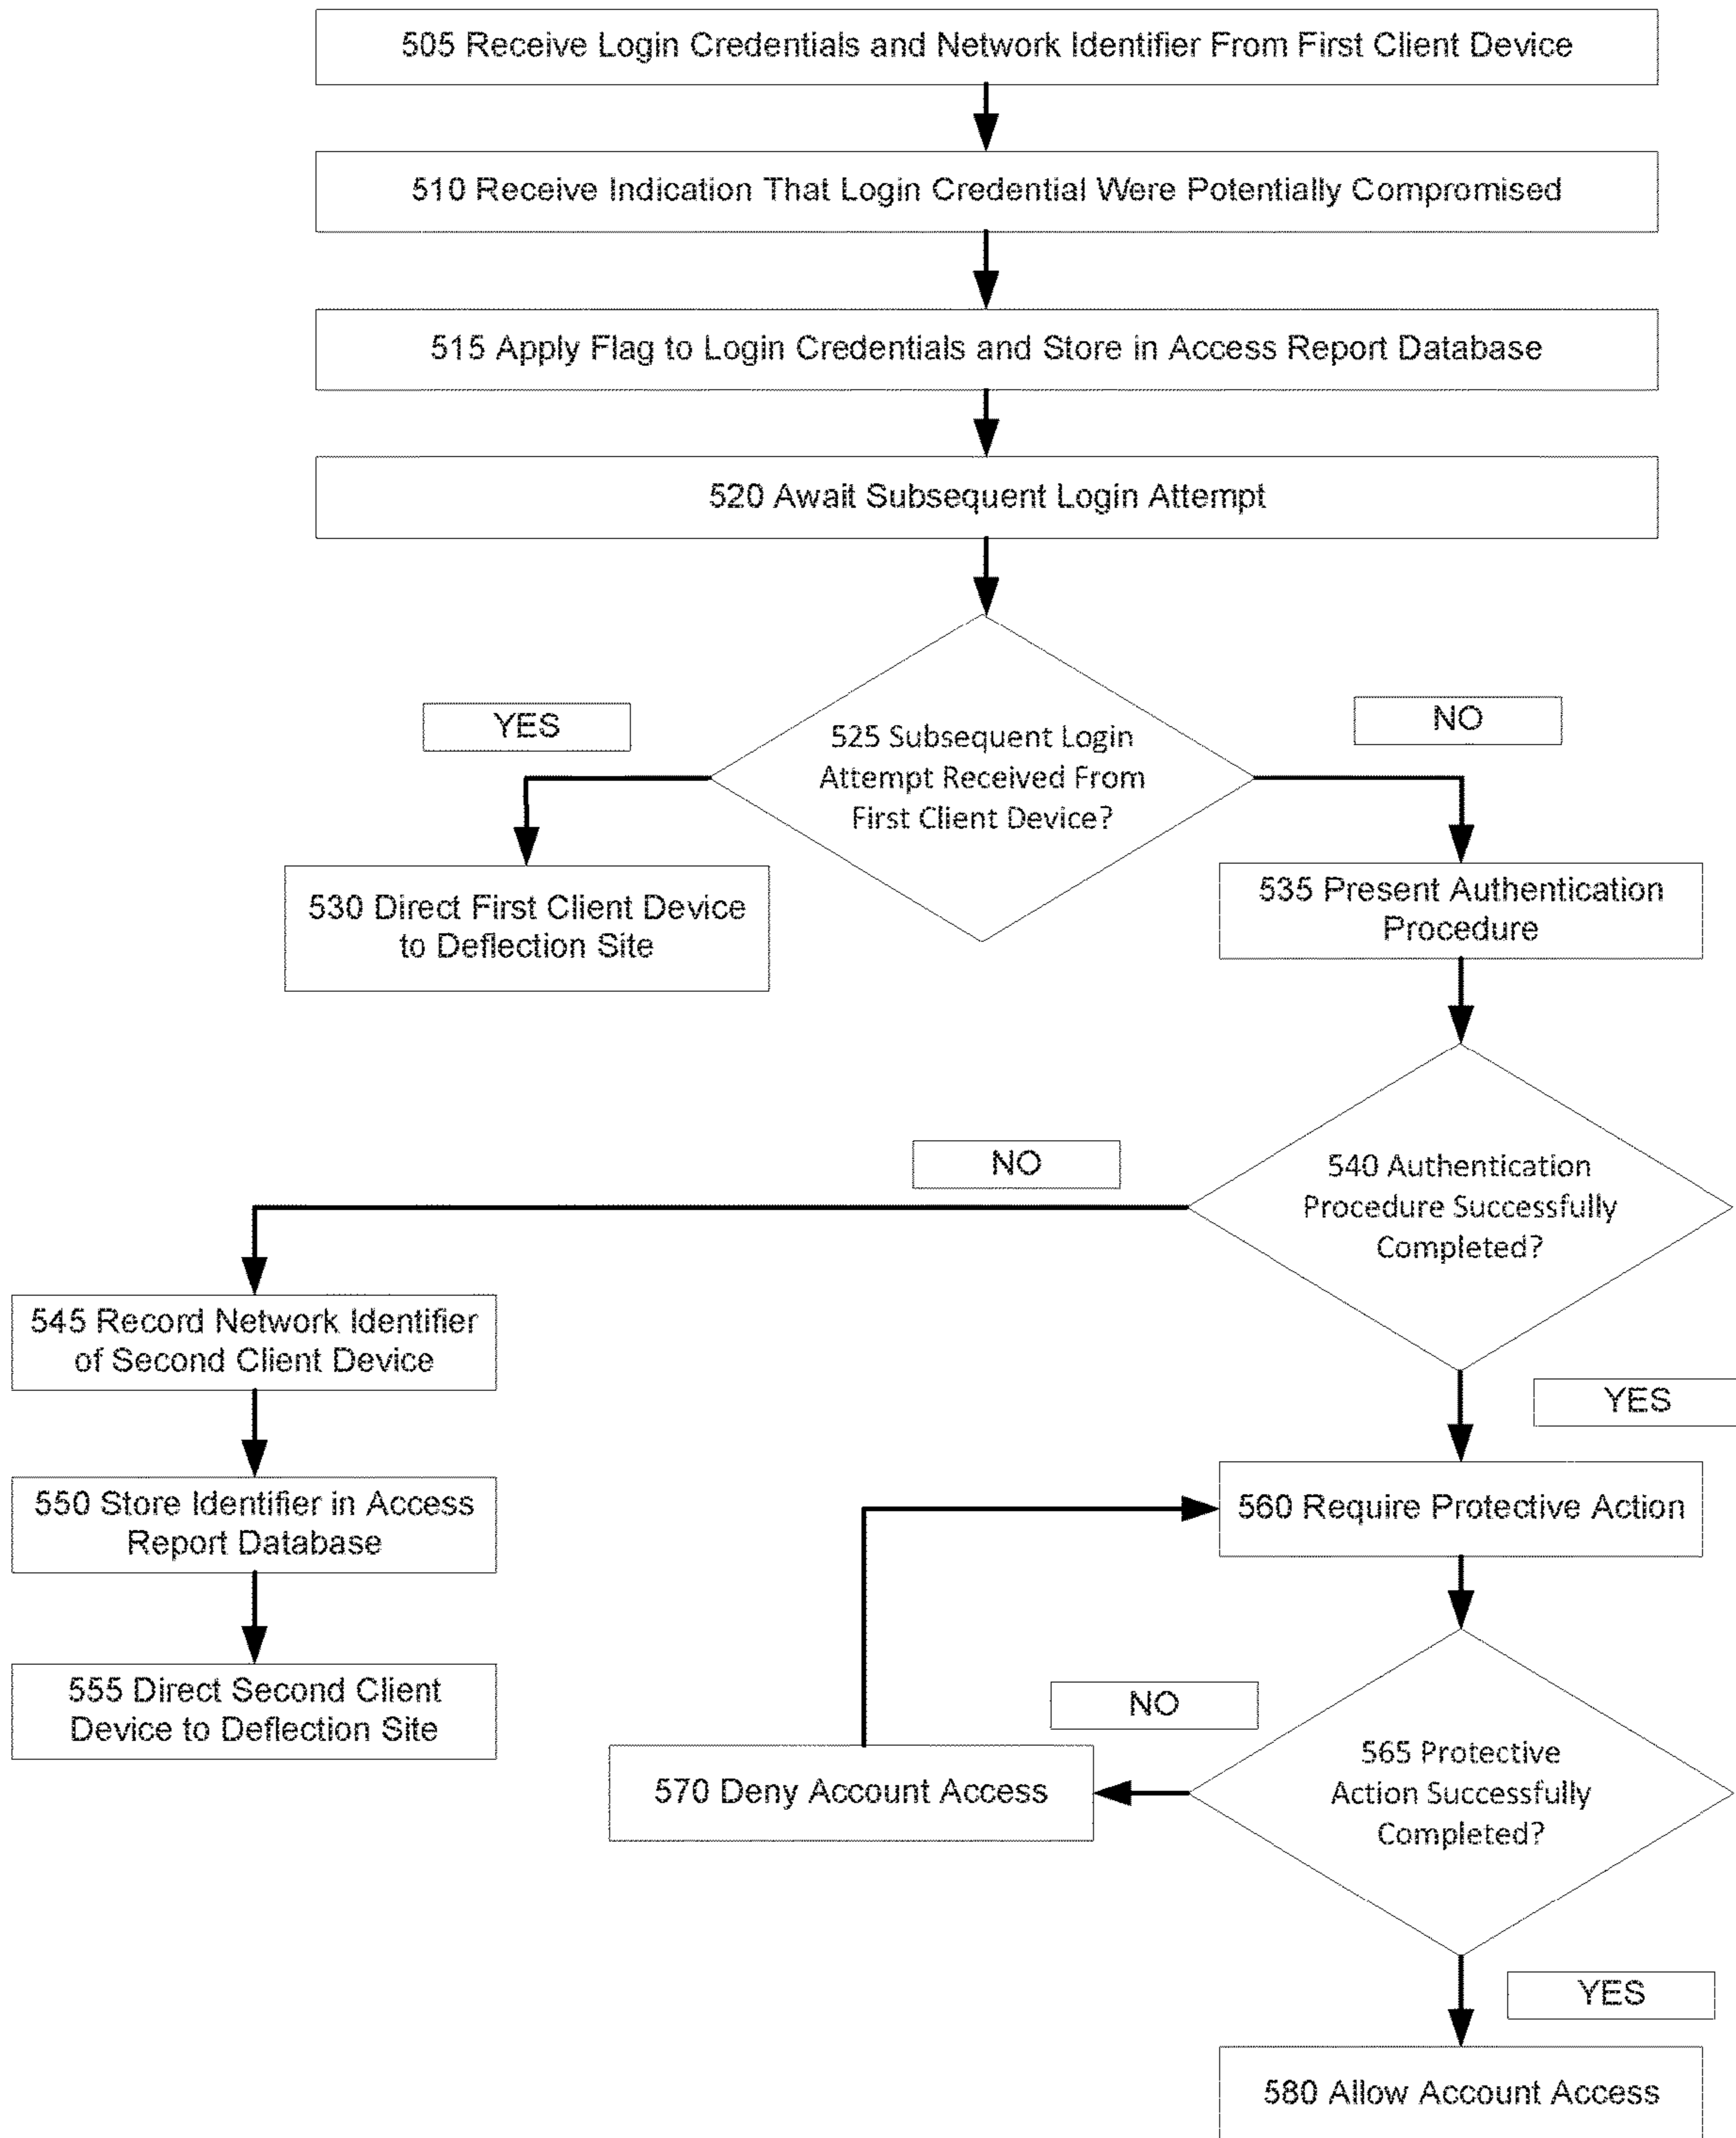 505 Receive Login Credentials and Network Identifier From First Client Device
510 Receive Indication That Login Credential Were Potentially Compromised
515 Apply Flag to Login Credentials and Store in Access Report Database
520 Await Subsequent Login Attempt
YES
525 Subsequent Login
Attempt Received From
First Client Device?
NO
530 Direct First Client Device
to Deflection Site
535 Present Authentication
Procedure
NO
540 Authentication
Procedure Successfully
Completed?
545 Record Network Identifier
of Second Client Device
YES
550 Store Identifier in Access
Report Database
560 Require Protective Action
555 Direct Second Client
Device to Deflection Site
NO
565 Protective
Action Successfully
Completed?
570 Deny Account Access
YES
580 Allow Account Access